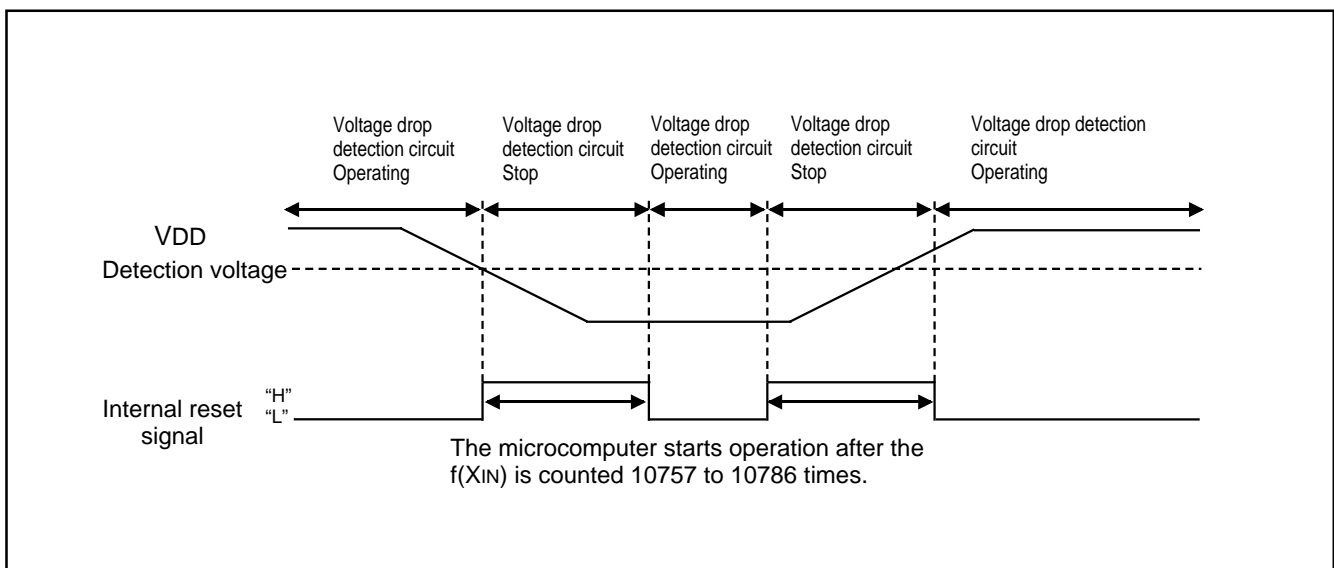 Voltage drop
detection circuit
Operating
Voltage drop
detection circuit
Stop
Voltage drop
detection circuit
Operating
Voltage drop
detection circuit
Stop
Voltage drop detection
circuit
Operating
VDD
Detection voltage
Internal reset
signal
“H”
“L”
The microcomputer starts operation after the
f(XIN) is counted 10757 to 10786 times.